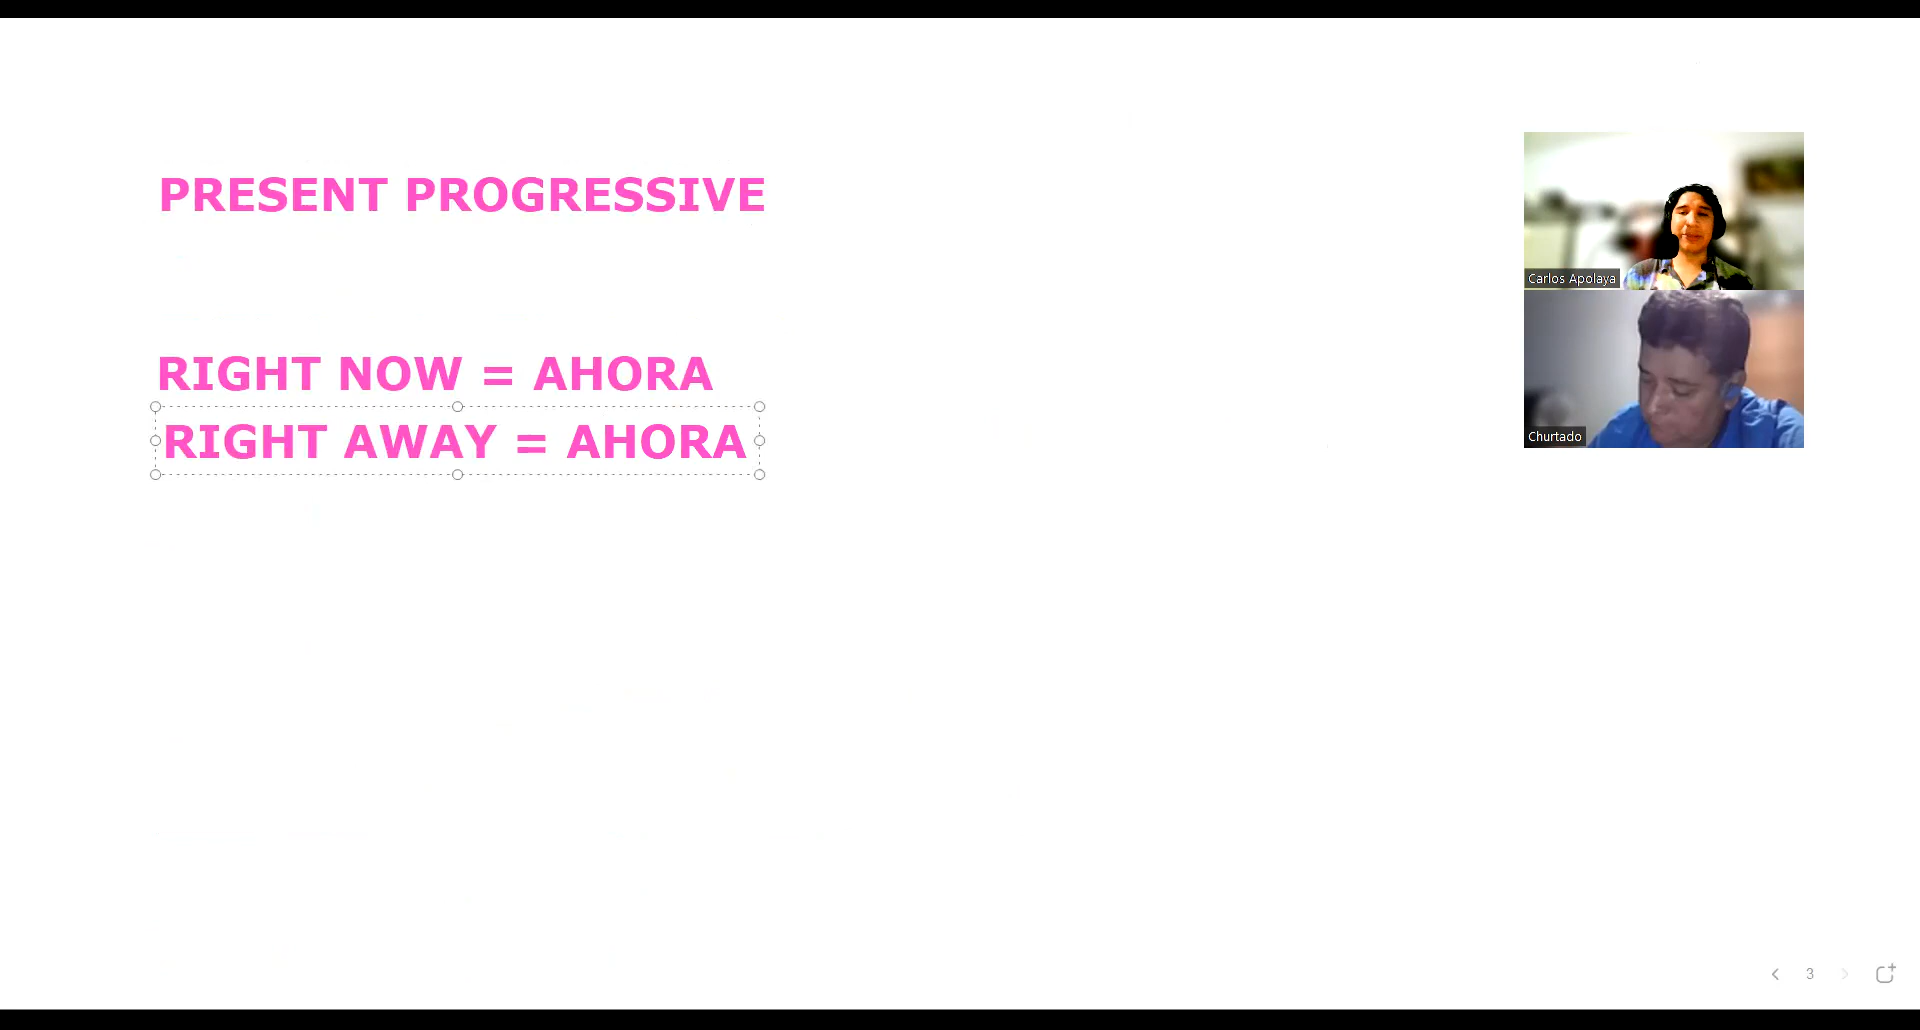 PRESENT PROGRESSIVE
RIGHT NOW = AHORA
RIGHT AWAY = AHORA
Carlos Apolaya
Churtado
3